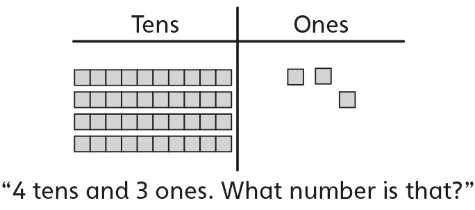 Tens Ones
“4 tens and 3 ones. What number is that?”